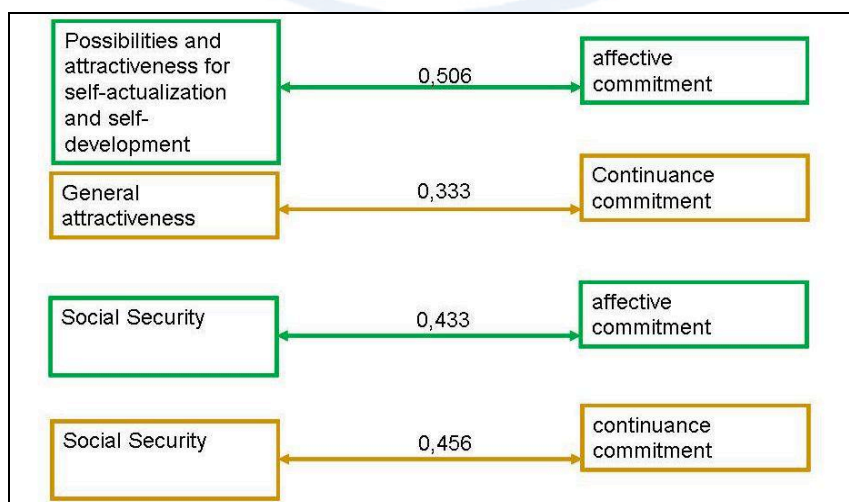 Possibilities and
attractiveness for
self-actualization
and self-
development
0,506
affective
commitment
General
attractiveness
0,333
Continuance
commitment
Social Security
0,433
affective
commitment
Social Security
0,456
continuance
commitment